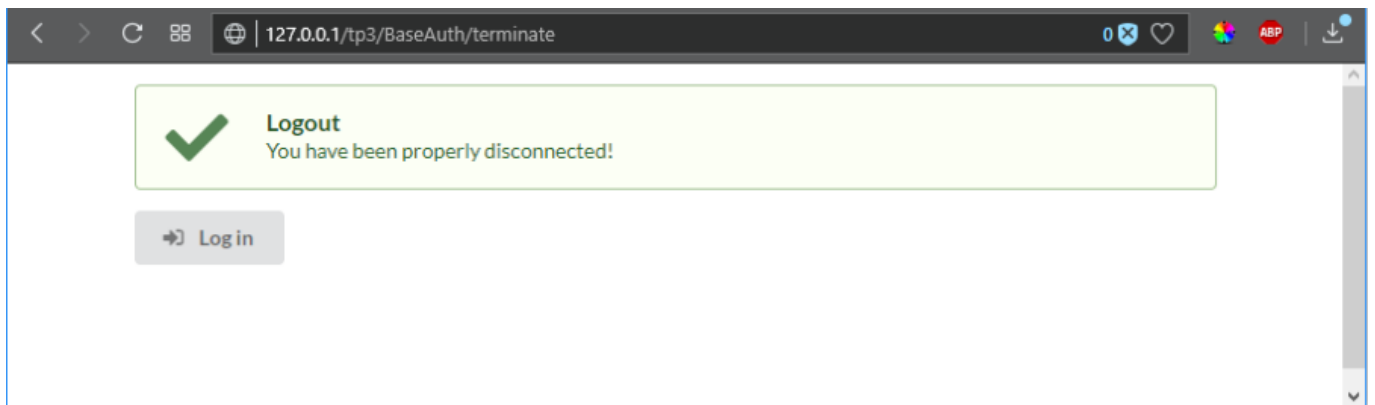 127.0.0.1/tp3/BaseAuth/terminate
0
ABP
Logout
You have been properly disconnected!
Log in